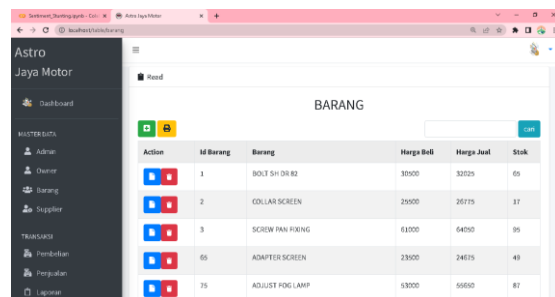 Sentiment_Stunting.ipynb - Col
Astro Jaya Motor
localhost/table/barang
Astro
Jaya Motor
Dashboard
MASTER DATA
Admin
Owner
Barang
Supplier
TRANSAKSI
Pembelian
Penjualan
Laporan
Read
BARANG
cari
Action Id Barang Barang Harga Beli Harga Jual Stok
1 BOLT SH DR 82 30500 32025 65
2 COLLAR SCREEN 25500 26775 17
3 SCREW PAN FIXING 61000 64050 95
65 ADAPTER SCREEN 23500 24675 49
75 ADJUST FOG LAMP 53000 55650 87